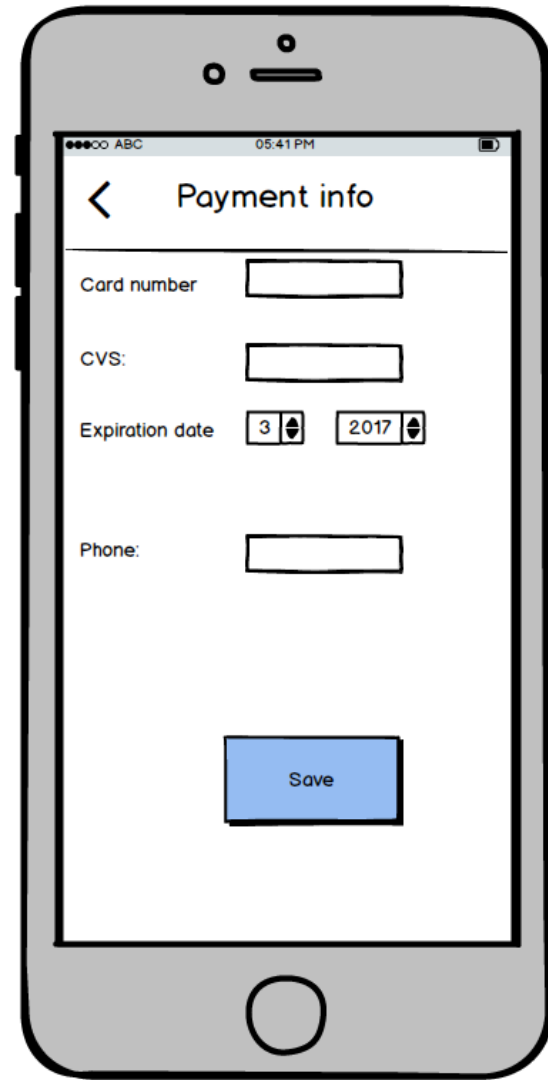 ABC 05:41 PM
Payment info
Card number
CVS:
Expiration date 3 2017
Phone:
Save